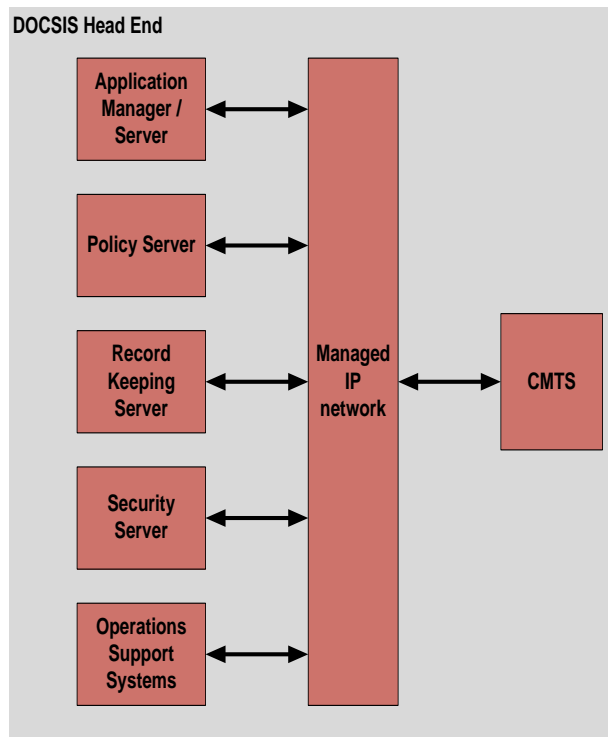 DOCSIS Head End
Application
Manager /
Server
Policy Server
Record
Keeping
Server
Security
Server
Operations
Support
Systems
Managed
IP
network
CMTS